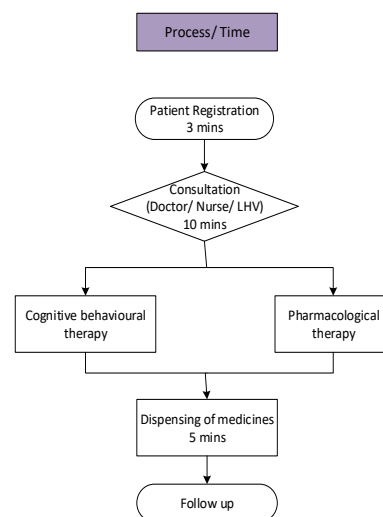 Process/ Time
Patient Registration
3 mins
Consultation
(Doctor/ Nurse/ LHV)
10 mins
Cognitive behavioural
therapy
Pharmacological
therapy
Dispensing of medicines
5 mins
Follow up